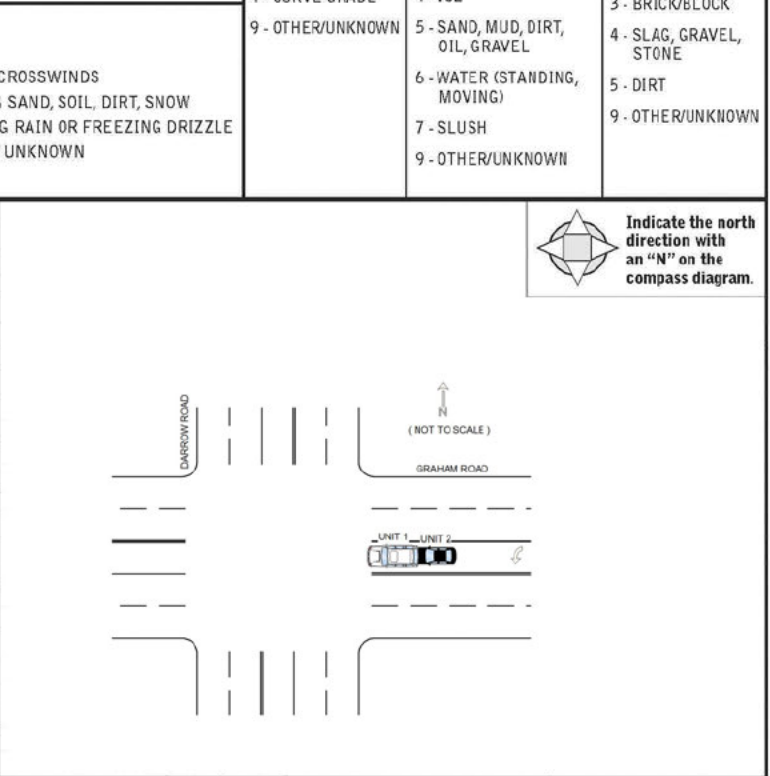 CROSSWINDS
SAND, SOIL, DIRT, SNOW
RAIN OR FREEZING DRIZZLE
UNKNOWN
9 - OTHER/UNKNOWN
5 - SAND, MUD, DIRT,
OIL, GRAVEL
6 - WATER (STANDING,
MOVING)
7 - SLUSH
9 - OTHER/UNKNOWN
3 - BRICK/BLOCK
4 - SLAG, GRAVEL,
STONE
5 - DIRT
9 - OTHER/UNKNOWN
Indicate the north
direction with
an “N” on the
compass diagram.
DARROW ROAD
N
( NOT TO SCALE )
GRAHAM ROAD
UNIT 1
UNIT 2